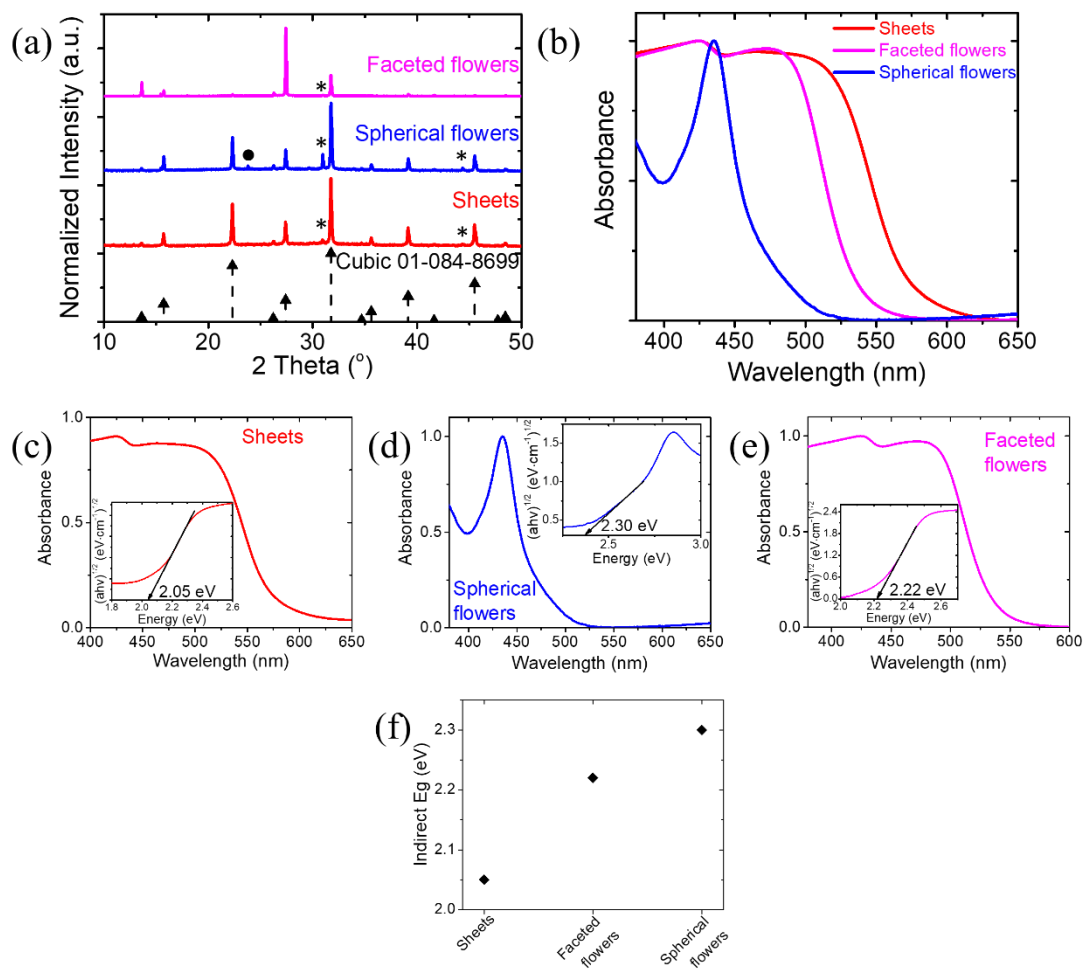 (a)
Normalized Intensity (a.u.)
Faceted flowers
*
Spherical flowers
*
*
Sheets
*
*
Cubic 01-084-8699
10 20 30 40 50
2 Theta (°)
(b)
Absorbance
Sheets
Faceted flowers
Spherical flowers
400 450 500 550 600 650
Wavelength (nm)
(c)
Absorbance
1.0
0.5
0.0
Sheets
(ahv)^1/2 (eV·cm⁻¹)^1/2
2.05 eV
1.8 2.0 2.2 2.4 2.6
Energy (eV)
400 450 500 550 600 650
Wavelength (nm)
(d)
Absorbance
1.0
0.5
0.0
(ahv)^1/2 (eV·cm⁻¹)^1/2
1.5
1.0
0.5
2.30 eV
2.5 3.0
Energy (eV)
Spherical
flowers
400 450 500 550 600 650
Wavelength (nm)
(e)
Absorbance
1.0
0.5
0.0
Faceted
flowers
(ahv)^1/2 (eV·cm⁻¹)^1/2
2.4
1.8
1.2
0.6
0.0
2.22 eV
2.0 2.2 2.4 2.6
Energy (eV)
400 450 500 550 600
Wavelength (nm)
(f)
Indirect Eg (eV)
2.3
2.2
2.1
2.0
Sheets
Faceted
flowers
Spherical
flowers